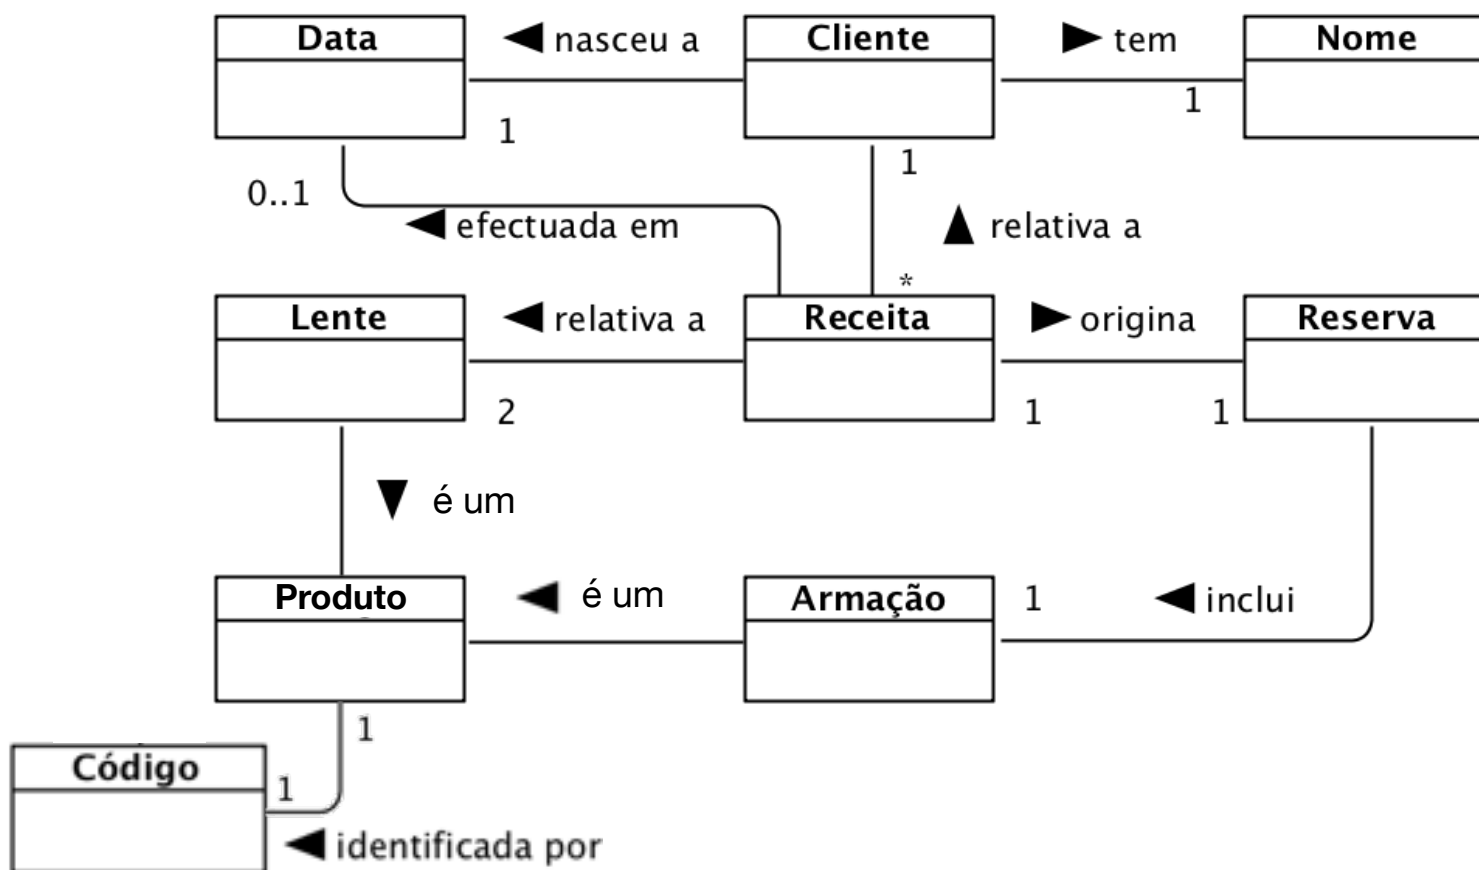 Data
nasceu a
Cliente
tem
Nome
1
1
0..1
1
efectuada em
relativa a
*
Lente
relativa a
Receita
origina
Reserva
2
1
1
é um
Produto
é um
Armação
1
inclui
1
Código
1
identificada por